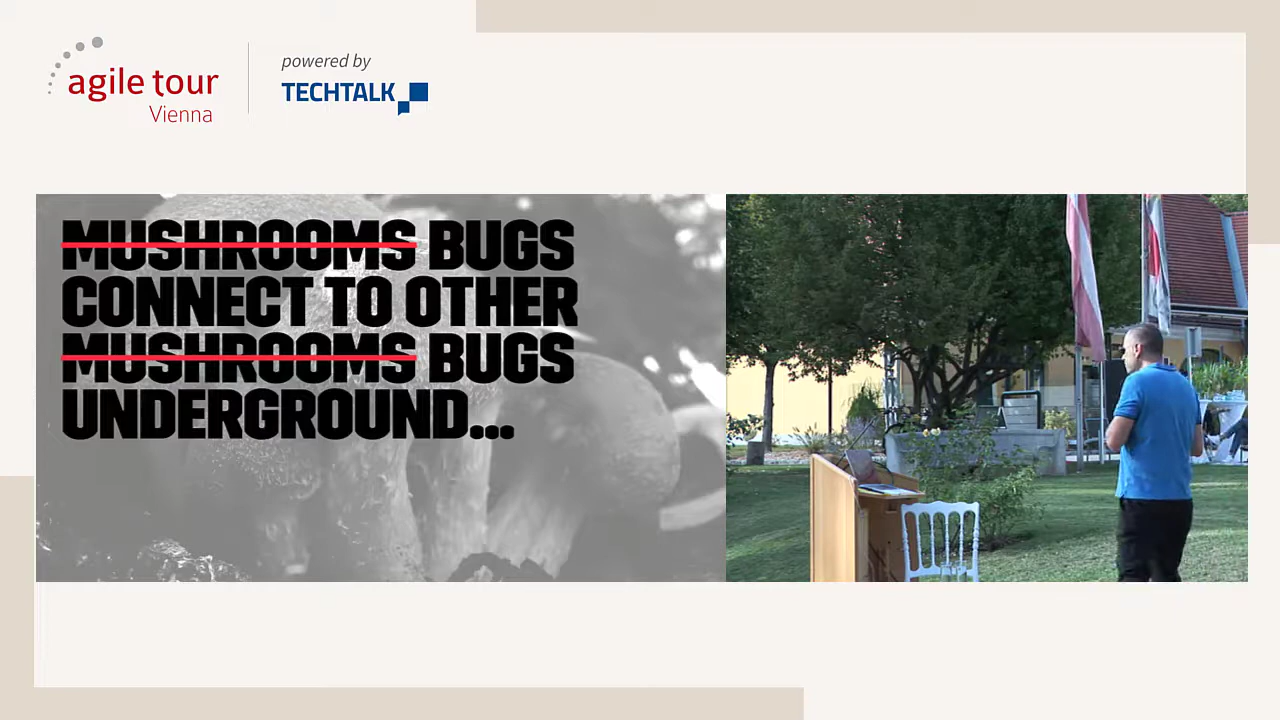 agile tour
Vienna
powered by
TECHTALK
MUSHROOMS BUGS
CONNECT TO OTHER
MUSHROOMS BUGS
UNDERGROUND...